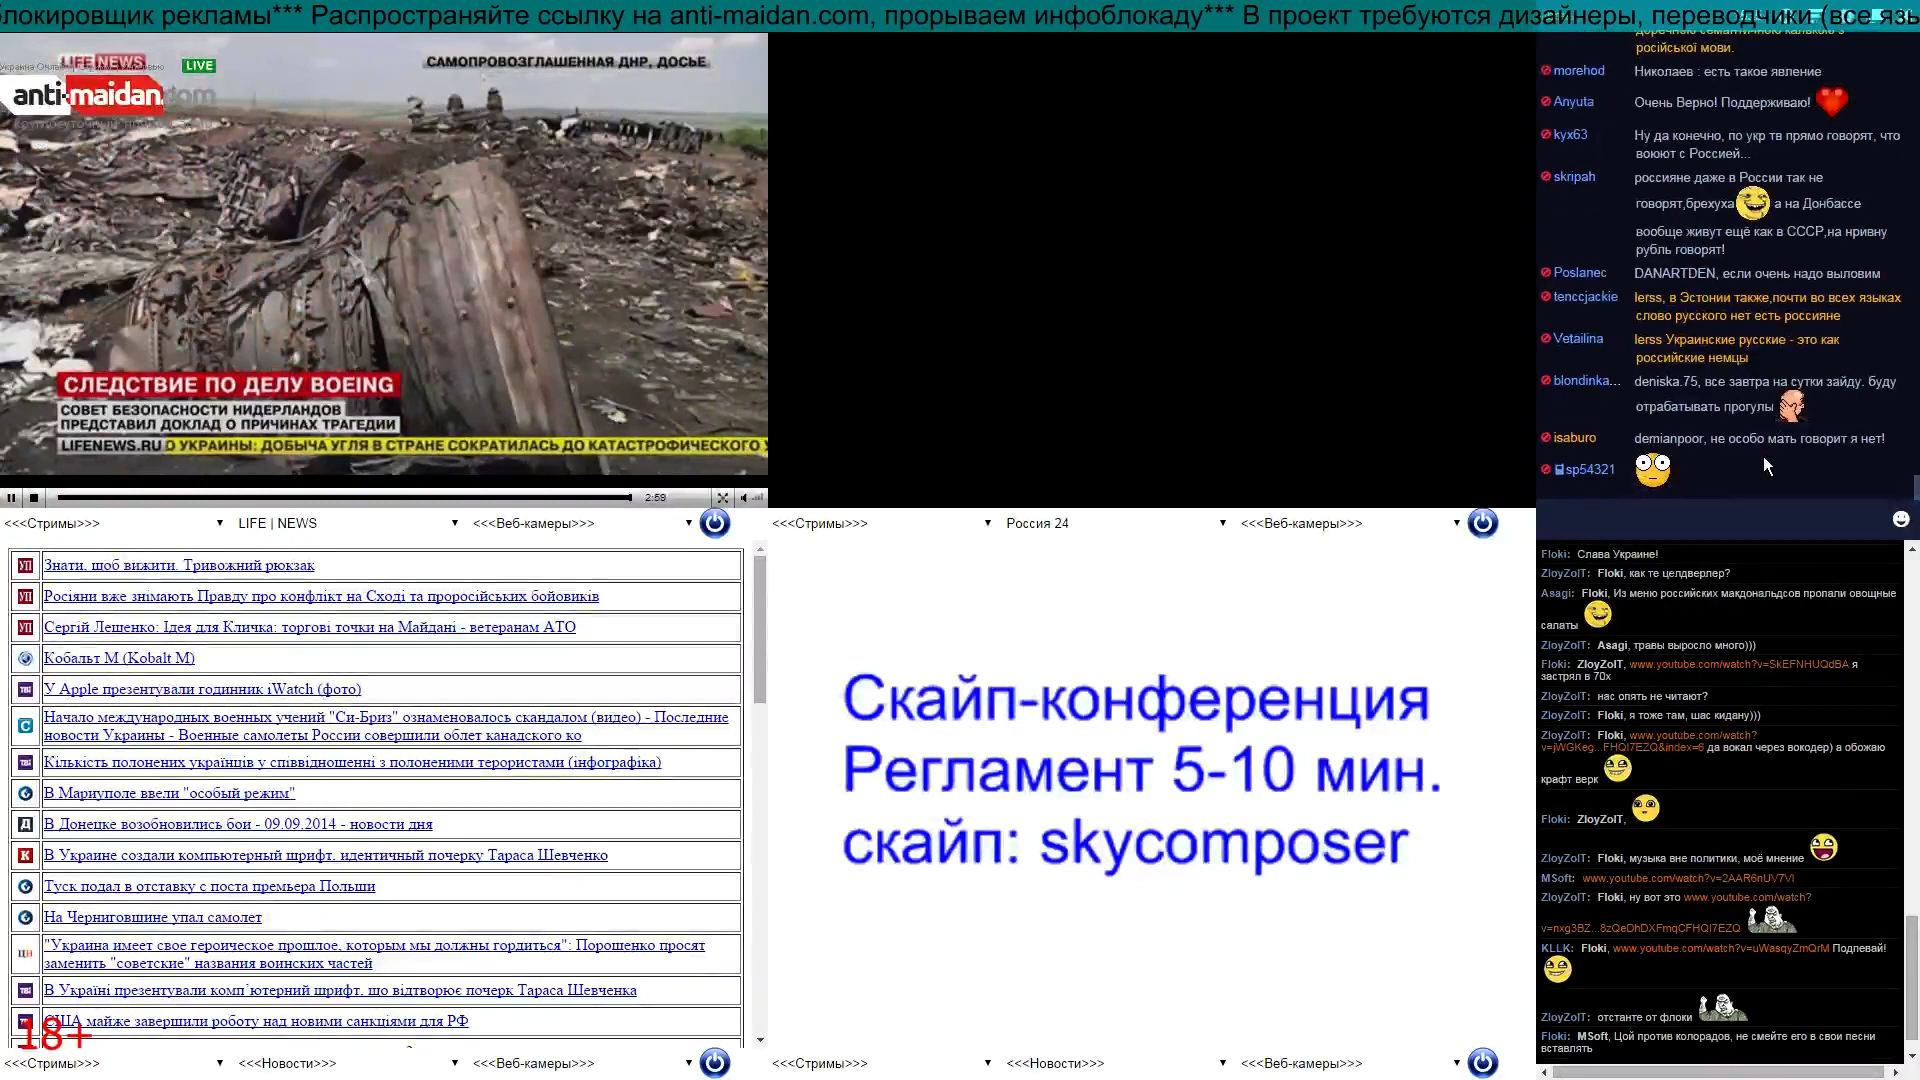 блокировщик рекламы*** Распространяйте ссылку на anti-maidan.com, прорываем инфоблокаду*** В проект требуются дизайнеры, переводчики (все язы
LIFE NEWS
LIVE
САМОПРОВОЗГЛАШЕННАЯ ДНР, ДОСЬЕ
anti-maidan.com
СЛЕДСТВИЕ ПО ДЕЛУ BOEING
СОВЕТ БЕЗОПАСНОСТИ НИДЕРЛАНДОВ
ПРЕДСТАВИЛ ДОКЛАД О ПРИЧИНАХ ТРАГЕДИИ
LIFENEWS.RU О УКРАИНЫ: ДОБЫЧА УГЛЯ В СТРАНЕ СОКРАТИЛАСЬ ДО КАТАСТРОФИЧЕСКОГО У
2:59
<<<Стримы>>> LIFE | NEWS <<<Веб-камеры>>>
<<<Стримы>>> Россия 24 <<<Веб-камеры>>>
Знати, щоб вижити. Тривожний рюкзак
Росіяни вже знімають Правду про конфлікт на Сході та проросійських бойовиків
Сергій Лещенко: Ідея для Кличка: торгові точки на Майдані - ветеранам АТО
Кобальт М (Kobalt M)
У Apple презентували годинник iWatch (фото)
Начало международных военных учений "Си-Бриз" ознаменовалось скандалом (видео) - Последние
новости Украины - Военные самолеты России совершили облет канадского ко
Кількість полонених українців у співвідношенні з полоненими терористами (інфографіка)
В Мариуполе ввели "особый режим"
В Донецке возобновились бои - 09.09.2014 - новости дня
В Украине создали компьютерный шрифт, идентичный почерку Тараса Шевченко
Туск подал в отставку с поста премьера Польши
На Черниговщине упал самолет
"Украина имеет свое героическое прошлое, которым мы должны гордиться": Порошенко просят
заменить "советские" названия воинских частей
В Україні презентували комп’ютерний шрифт, що відтворює почерк Тараса Шевченка
США майже завершили роботу над новими санкціями для РФ
18+
<<<Стримы>>> <<<Новости>>> <<<Веб-камеры>>>
Скайп-конференция
Регламент 5-10 мин.
скайп: skycomposer
<<<Стримы>>> <<<Новости>>> <<<Веб-камеры>>>
російської мови.
morehod Николаев : есть такое явление
Anyuta Очень Верно! Поддерживаю!
kyx63 Ну да конечно, по укр тв прямо говорят, что
воюют с Россией...
skripah россияне даже в России так не
говорят,брехуха а на Донбассе
вообще живут ещё как в СССР,на нривну
рубль говорят!
Poslanec DANARTDEN, если очень надо выловим
tenccjackie lerss, в Эстонии также,почти во всех языках
слово русского нет есть россияне
Vetailina lerss Украинские русские - это как
российские немцы
blondinka... deniska.75, все завтра на сутки зайду. буду
отрабатывать прогулы
isaburo demianpoor, не особо мать говорит я нет!
sp54321
Floki: Слава Украине!
ZloyZolT: Floki, как те целдверлер?
Asagi: Floki, Из меню российских макдональдсов пропали овощные
салаты
ZloyZolT: Asagi, травы выросло много)))
Floki: ZloyZolT, www.youtube.com/watch?v=SkEFNHUQdBA я
застрял в 70х
ZloyZolT: нас опять не читают?
ZloyZolT: Floki, я тоже там, шас кидану)))
ZloyZolT: Floki, www.youtube.com/watch?
v=jWGKeg...FHQI7EZQ&index=6 да вокал через вокодер) а обожаю
крафт верк
Floki: ZloyZolT,
ZloyZolT: Floki, музыка вне политики, моё мнение
MSoft: www.youtube.com/watch?v=2AAR6nUV7VI
ZloyZolT: Floki, ну вот это www.youtube.com/watch?
v=nxg3BZ...8zQeDhDXFmqCFHQI7EZQ
KLLK: Floki, www.youtube.com/watch?v=uWasqyZmQrM Подпевай!
ZloyZolT: отстанте от флоки
Floki: MSoft, Цой против колорадов, не смейте его в свои песни
вставлять